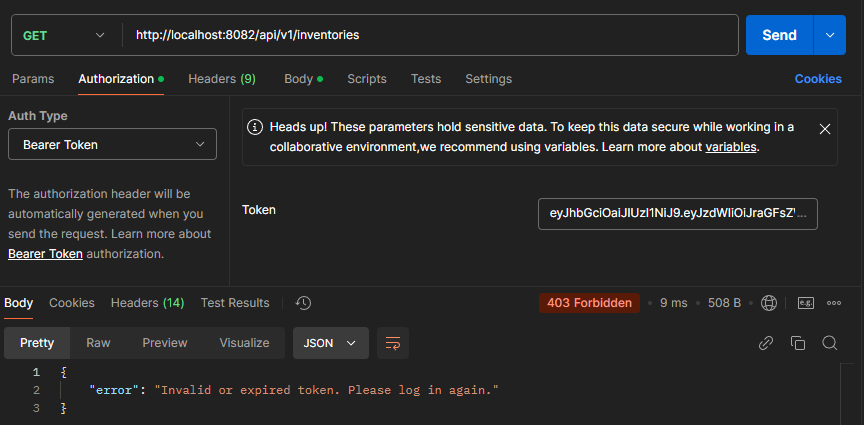 GET http://localhost:8082/api/v1/inventories Send
Params Authorization Headers (9) Body Scripts Tests Settings Cookies
Auth Type
Bearer Token
The authorization header will be
automatically generated when you
send the request. Learn more about
Bearer Token authorization.
Heads up! These parameters hold sensitive data. To keep this data secure while working in a
collaborative environment,we recommend using variables. Learn more about variables.
Token eyJhbGciOaiJIUzI1NiJ9.eyJzdWIiOiJraGFsZ'...
Body Cookies Headers (14) Test Results 403 Forbidden 9 ms 508 B e.g.
Pretty Raw Preview Visualize JSON
1 {
2 "error": "Invalid or expired token. Please log in again."
3 }